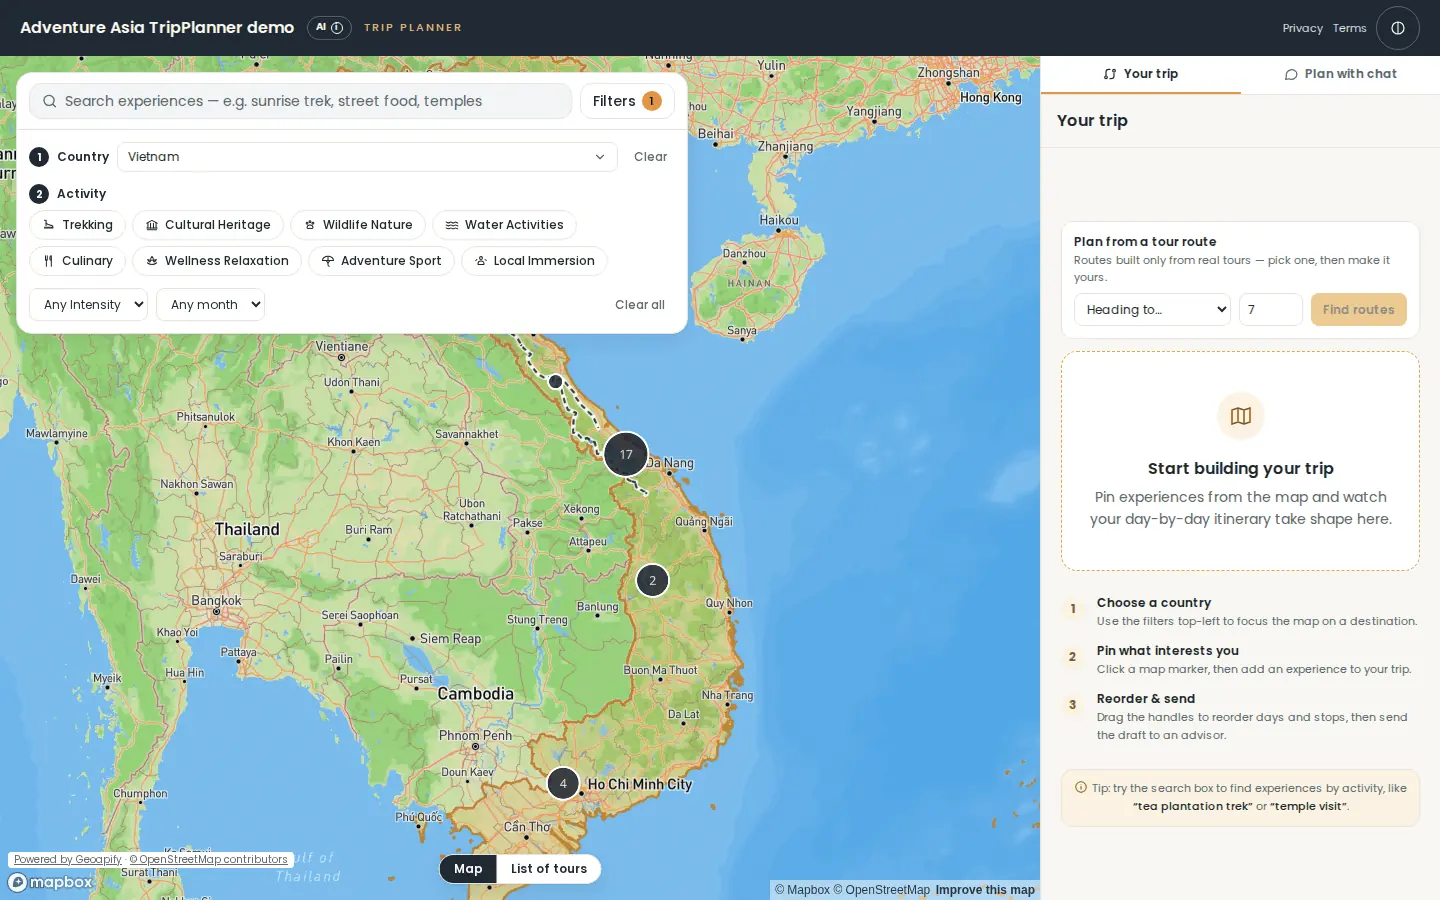 Adventure Asia TripPlanner demo
AI
TRIP PLANNER
Privacy
Terms
Search experiences — e.g. sunrise trek, street food, temples
Filters 1
1 Country
Vietnam
Clear
2 Activity
Trekking
Cultural Heritage
Wildlife Nature
Water Activities
Culinary
Wellness Relaxation
Adventure Sport
Local Immersion
Any Intensity
Any month
Clear all
Yulin
Zhongshan
Hong Kong
Yangjiang
Beihai
Zhanjiang
Haikou
Danzhou
HAINAN
Sanya
Vientiane
Udon Thani
Phitsanulok
Mawlamyine
Khon Kaen
Savannakhet
17
Da Nang
Nakhon Sawan
Ubon
Ratchathani
Xekong
Pakse
Quảng Ngãi
Thailand
Buri Ram
Attapeu
Saraburi
Dawei
2
Bangkok
Banlung
Quy Nhon
Serei Saophoan
Stung Treng
Khao Yoi
Siem Reap
Pattaya
Pailin
Myeik
Hua Hin
Pursat
Buon Ma Thuot
Cambodia
Nha Trang
Da Lat
Phnom Penh
Doun Kaev
4
Ho Chi Minh City
Chumphon
Phú Quốc
Cần Thơ
Gulf of
Thailand
Surat Thani
Powered by Geoapify · © OpenStreetMap contributors
mapbox
Map
List of tours
© Mapbox © OpenStreetMap Improve this map
Your trip
Plan with chat
Your trip
Plan from a tour route
Routes built only from real tours — pick one, then make it
yours.
Heading to…
7
Find routes
Start building your trip
Pin experiences from the map and watch
your day-by-day itinerary take shape here.
1 Choose a country
Use the filters top-left to focus the map on a destination.
2 Pin what interests you
Click a map marker, then add an experience to your trip.
3 Reorder & send
Drag the handles to reorder days and stops, then send
the draft to an advisor.
Tip: try the search box to find experiences by activity, like
“tea plantation trek” or “temple visit”.